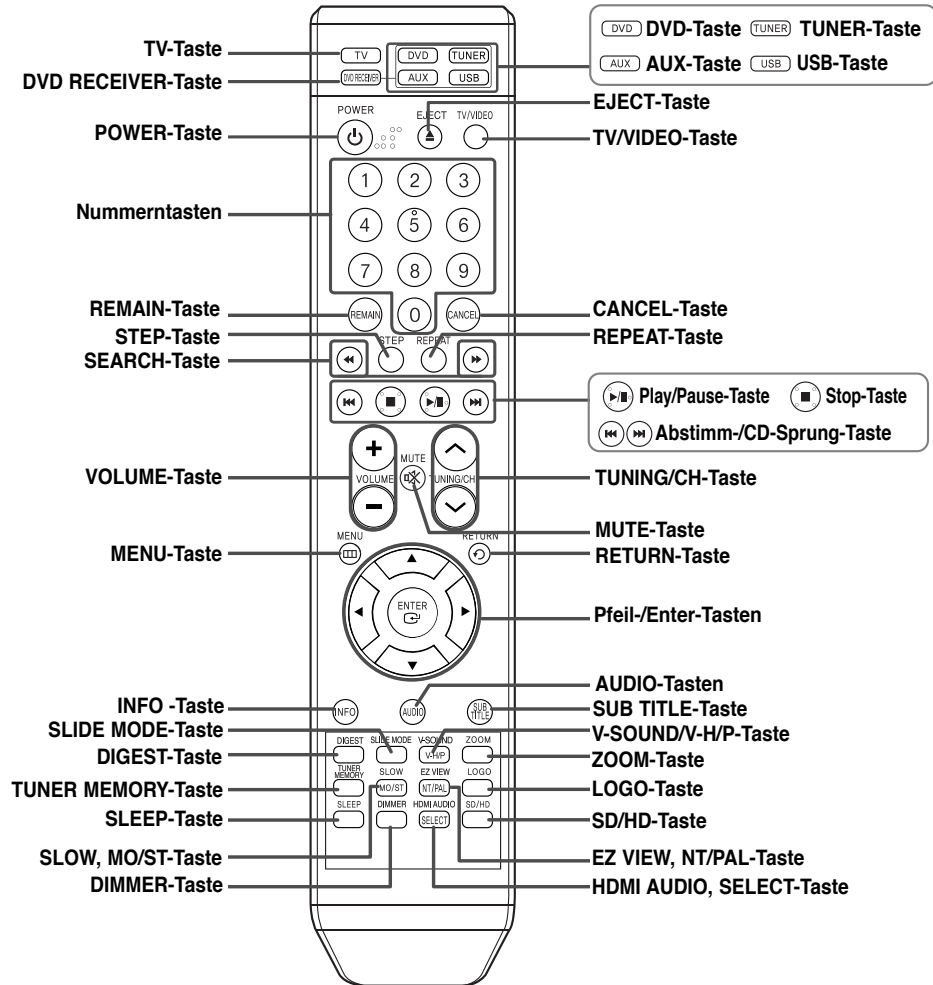 TV-Taste
DVD RECEIVER-Taste
POWER-Taste
Nummerntasten
REMAIN-Taste
STEP-Taste
SEARCH-Taste
VOLUME-Taste
MENU-Taste
INFO -Taste
SLIDE MODE-Taste
DIGEST-Taste
TUNER MEMORY-Taste
SLEEP-Taste
SLOW, MO/ST-Taste
DIMMER-Taste
TV DVD TUNER
DVD RECEIVER AUX USB
POWER EJECT TV/VIDEO
1 2 3
4 5 6
7 8 9
REMAIN 0 CANCEL
STEP REPEAT
MUTE
VOLUME TUNING/CH
MENU RETURN
ENTER
INFO AUDIO SUB TITLE
DIGEST SLIDE MODE V-SOUND ZOOM
V-H/P
TUNER MEMORY SLOW EZ VIEW LOGO
MO/ST NT/PAL
SLEEP DIMMER HDMI AUDIO SD/HD
SELECT
DVD DVD-Taste TUNER TUNER-Taste
AUX AUX-Taste USB USB-Taste
EJECT-Taste
TV/VIDEO-Taste
CANCEL-Taste
REPEAT-Taste
Play/Pause-Taste Stop-Taste
Abstimm-/CD-Sprung-Taste
TUNING/CH-Taste
MUTE-Taste
RETURN-Taste
Pfeil-/Enter-Tasten
AUDIO-Tasten
SUB TITLE-Taste
V-SOUND/V-H/P-Taste
ZOOM-Taste
LOGO-Taste
SD/HD-Taste
EZ VIEW, NT/PAL-Taste
HDMI AUDIO, SELECT-Taste